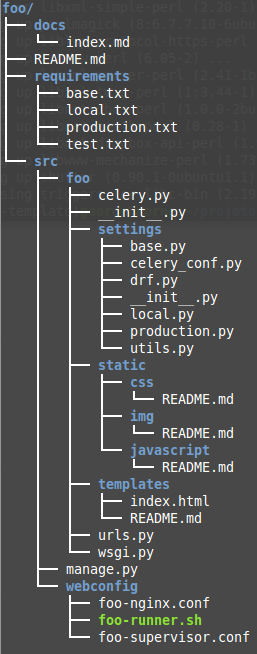 foo/
docs
index.md
README.md
requirements
base.txt
local.txt
production.txt
test.txt
src
foo
celery.py
__init__.py
settings
base.py
celery_conf.py
drf.py
__init__.py
local.py
production.py
utils.py
static
css
README.md
img
README.md
javascript
README.md
templates
index.html
README.md
urls.py
wsgi.py
manage.py
webconfig
foo-nginx.conf
foo-runner.sh
foo-supervisor.conf